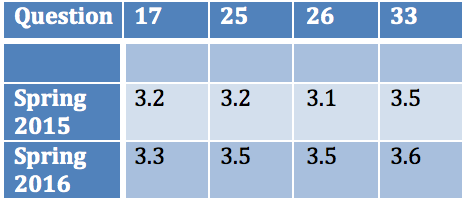 Question 17 25 26 33
Spring 2015 3.2 3.2 3.1 3.5
Spring 2016 3.3 3.5 3.5 3.6